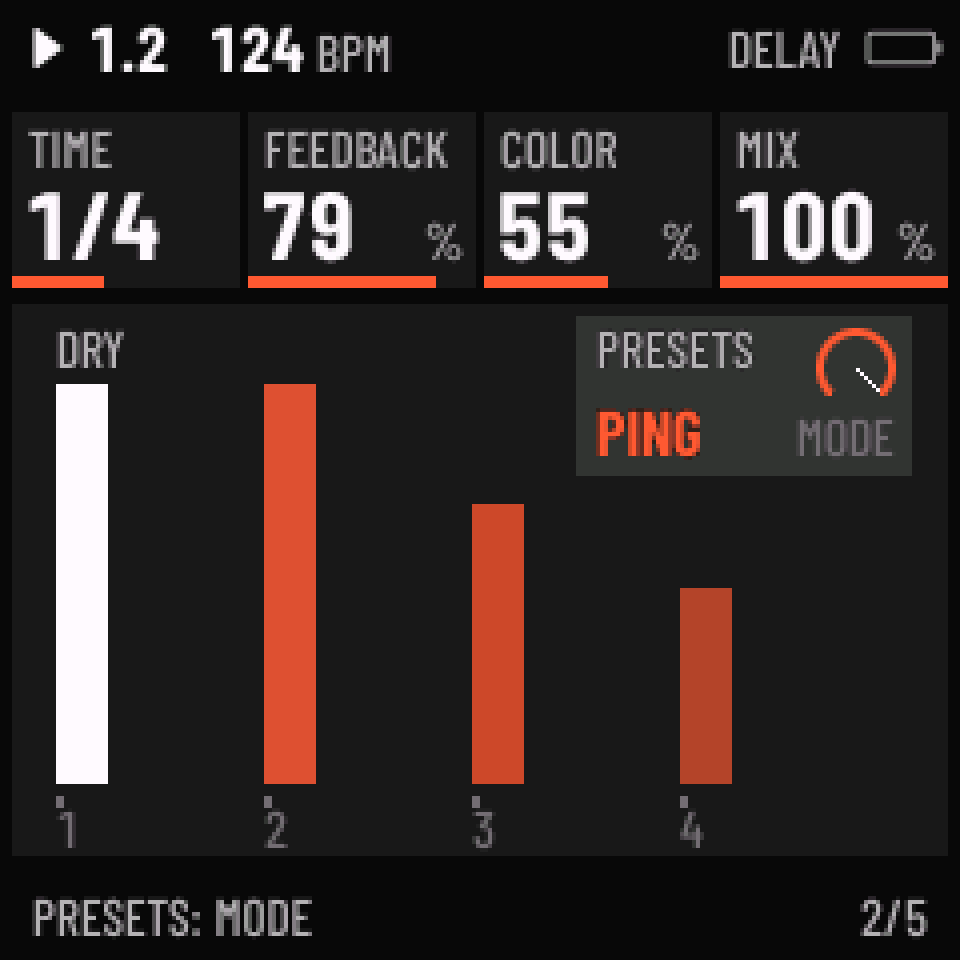 1.2 124 BPM DELAY
TIME FEEDBACK COLOR MIX
1/4 79 % 55 % 100 %
DRY PRESETS
PING MODE
1 2 3 4
PRESETS: MODE 2/5